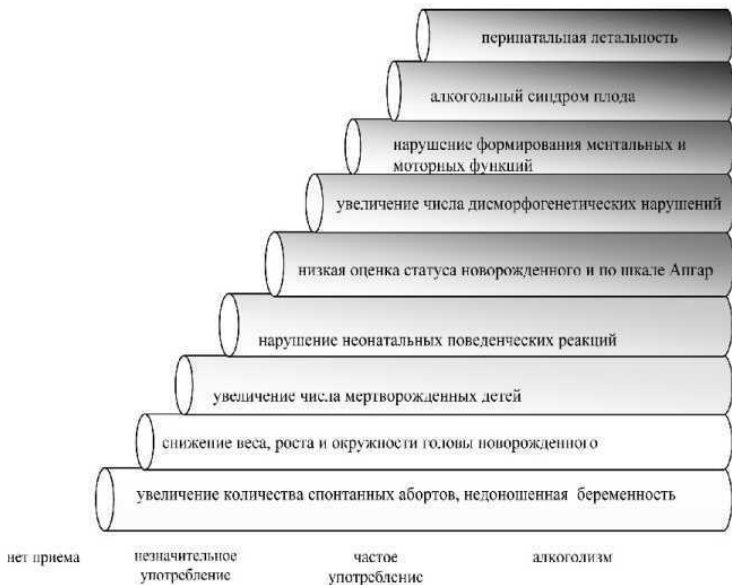 перинатальная летальность
алкогольный синдром плода
нарушение формирования ментальных и
моторных функций
увеличение числа дисморфогенетических нарушений
низкая оценка статуса новорожденного и по шкале Апгар
нарушение неонатальных поведенческих реакций
увеличение числа мертворожденных детей
снижение веса, роста и окружности головы новорожденного
увеличение количества спонтанных абортов, недоношенная беременность
нет приема
незначительное
употребление
частое
употребление
алкоголизм